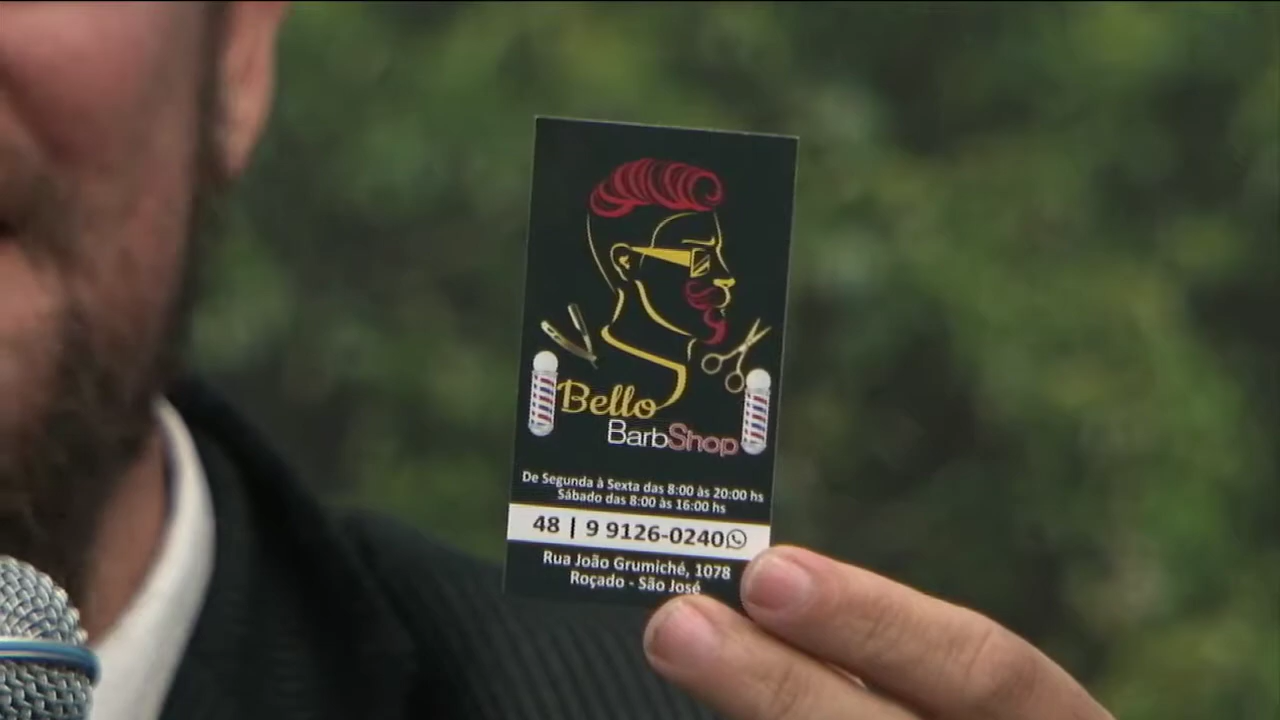 Bello
BarbShop
De Segunda à Sexta das 8:00 às 20:00 hs
Sábado das 8:00 às 16:00 hs
48 | 9 9126-0240
Rua João Grumiché, 1078
Roçado - São José